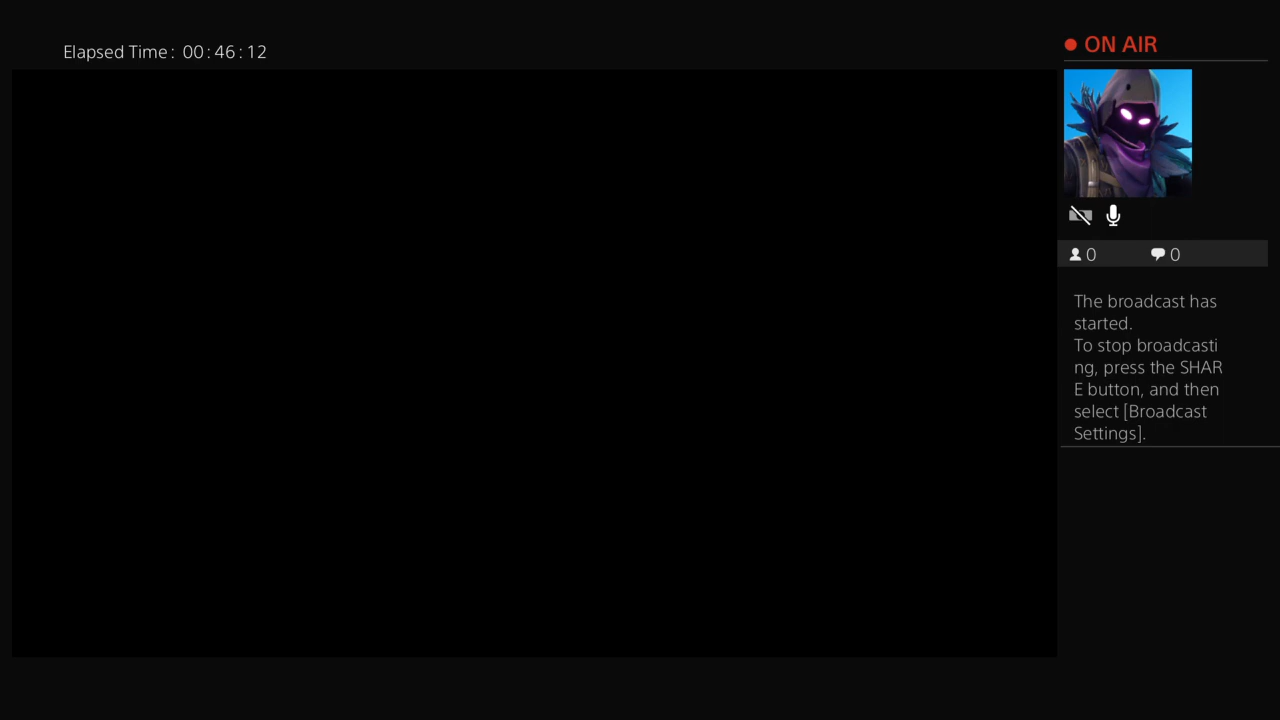 Elapsed Time: 00:46:12
ON AIR
0 0
The broadcast has
started.
To stop broadcasti
ng, press the SHAR
E button, and then
select [Broadcast
Settings].